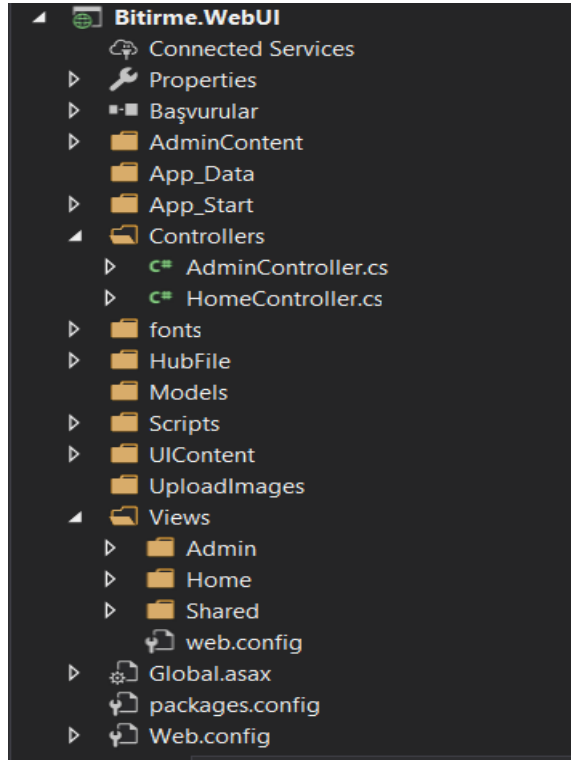 Bitirme.WebUI
Connected Services
Properties
Başvurular
AdminContent
App_Data
App_Start
Controllers
C# AdminController.cs
C# HomeController.cs
fonts
HubFile
Models
Scripts
UIContent
UploadImages
Views
Admin
Home
Shared
web.config
Global.asax
packages.config
Web.config